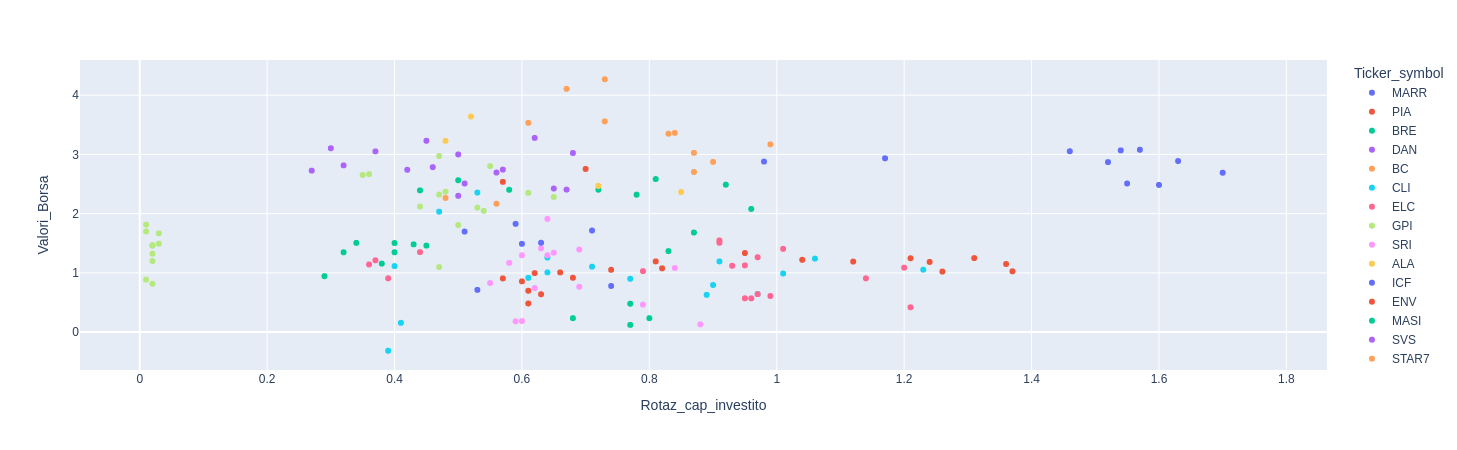 Ticker_symbol
MARR
PIA
BRE
DAN
BC
CLI
ELC
GPI
SRI
ALA
ICF
ENV
MASI
SVS
STAR7
Valori_Borsa
4
3
2
1
0
0 0.2 0.4 0.6 0.8 1 1.2 1.4 1.6 1.8
Rotaz_cap_investito